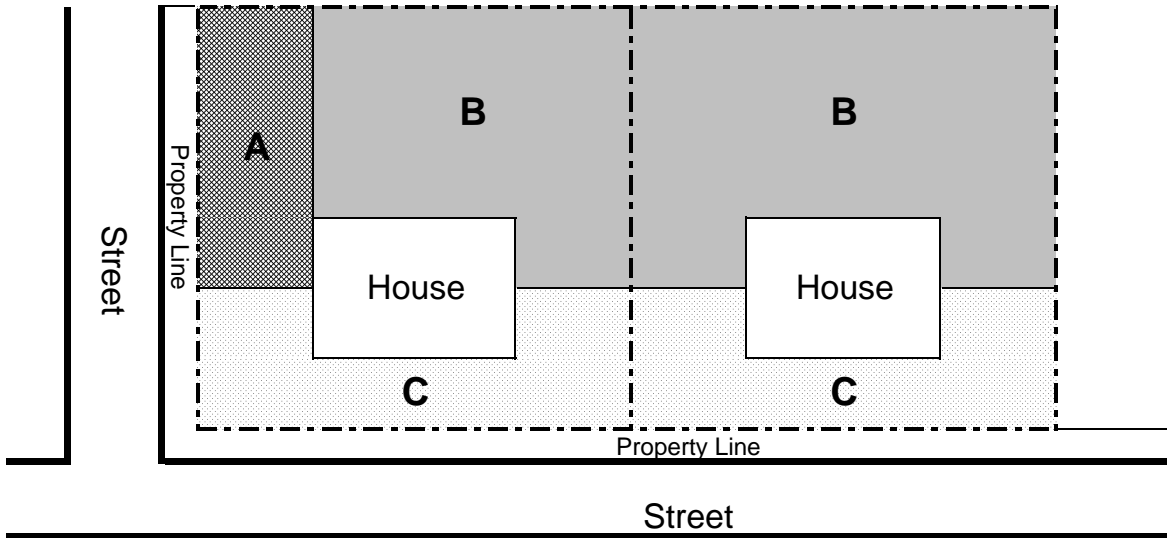 A
B
B
Property Line
Street
House
House
C
C
Property Line
Street